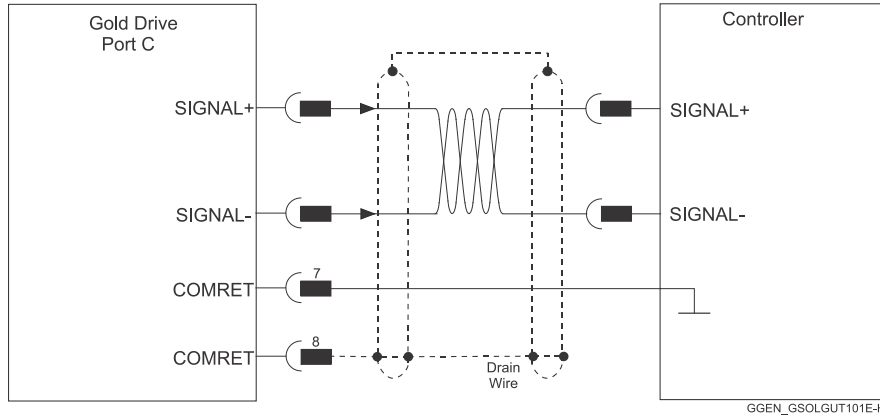 Gold Drive
Port C
Controller
SIGNAL+
SIGNAL+
SIGNAL-
SIGNAL-
COMRET
7
COMRET
8
Drain
Wire